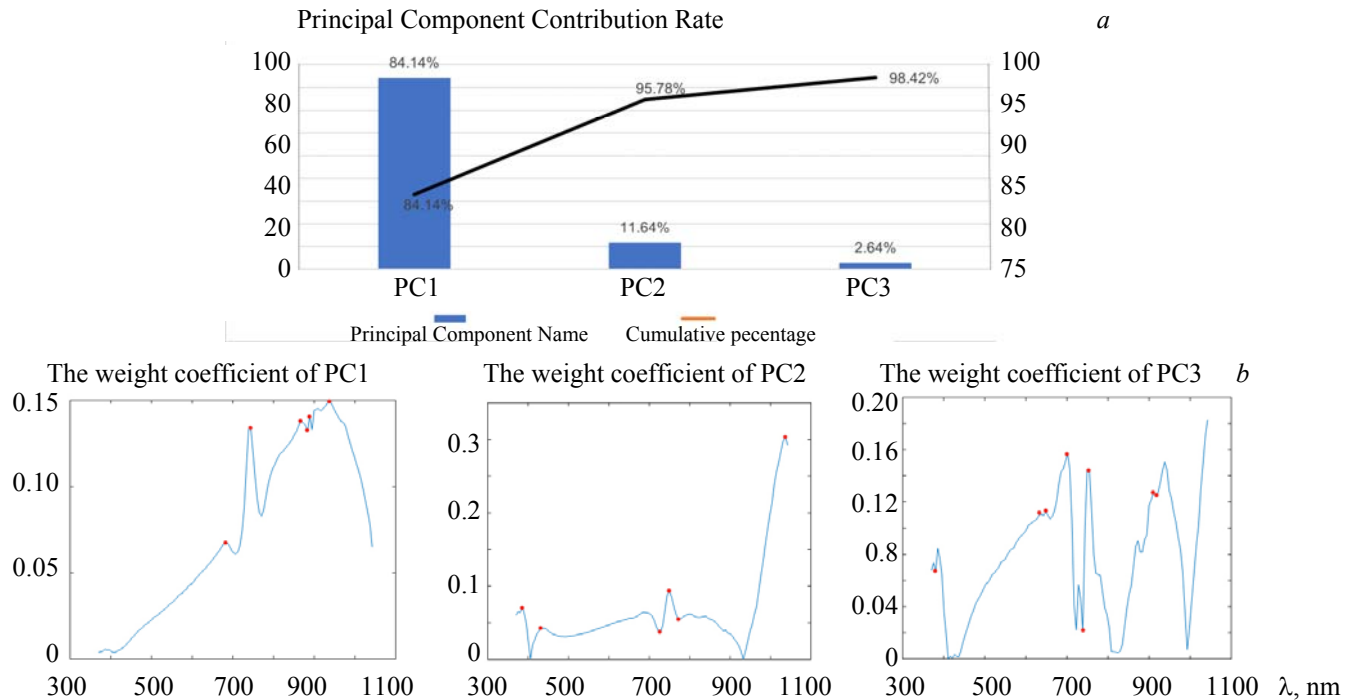 Principal Component Contribution Rate a
100 84.14% 100
80 95.78% 98.42% 95
60 90
40 85
84.14%
20 11.64% 80
2.64%
0 75
PC1 PC2 PC3
Principal Component Name Cumulative pecentage
The weight coefficient of PC1 The weight coefficient of PC2 The weight coefficient of PC3 b
0.15 0.3 0.20
0.16
0.10 0.2 0.12
0.05 0.1 0.08
0.04
0 0 0
300 500 700 900 1100 300 500 700 900 1100 300 500 700 900 1100 λ, nm